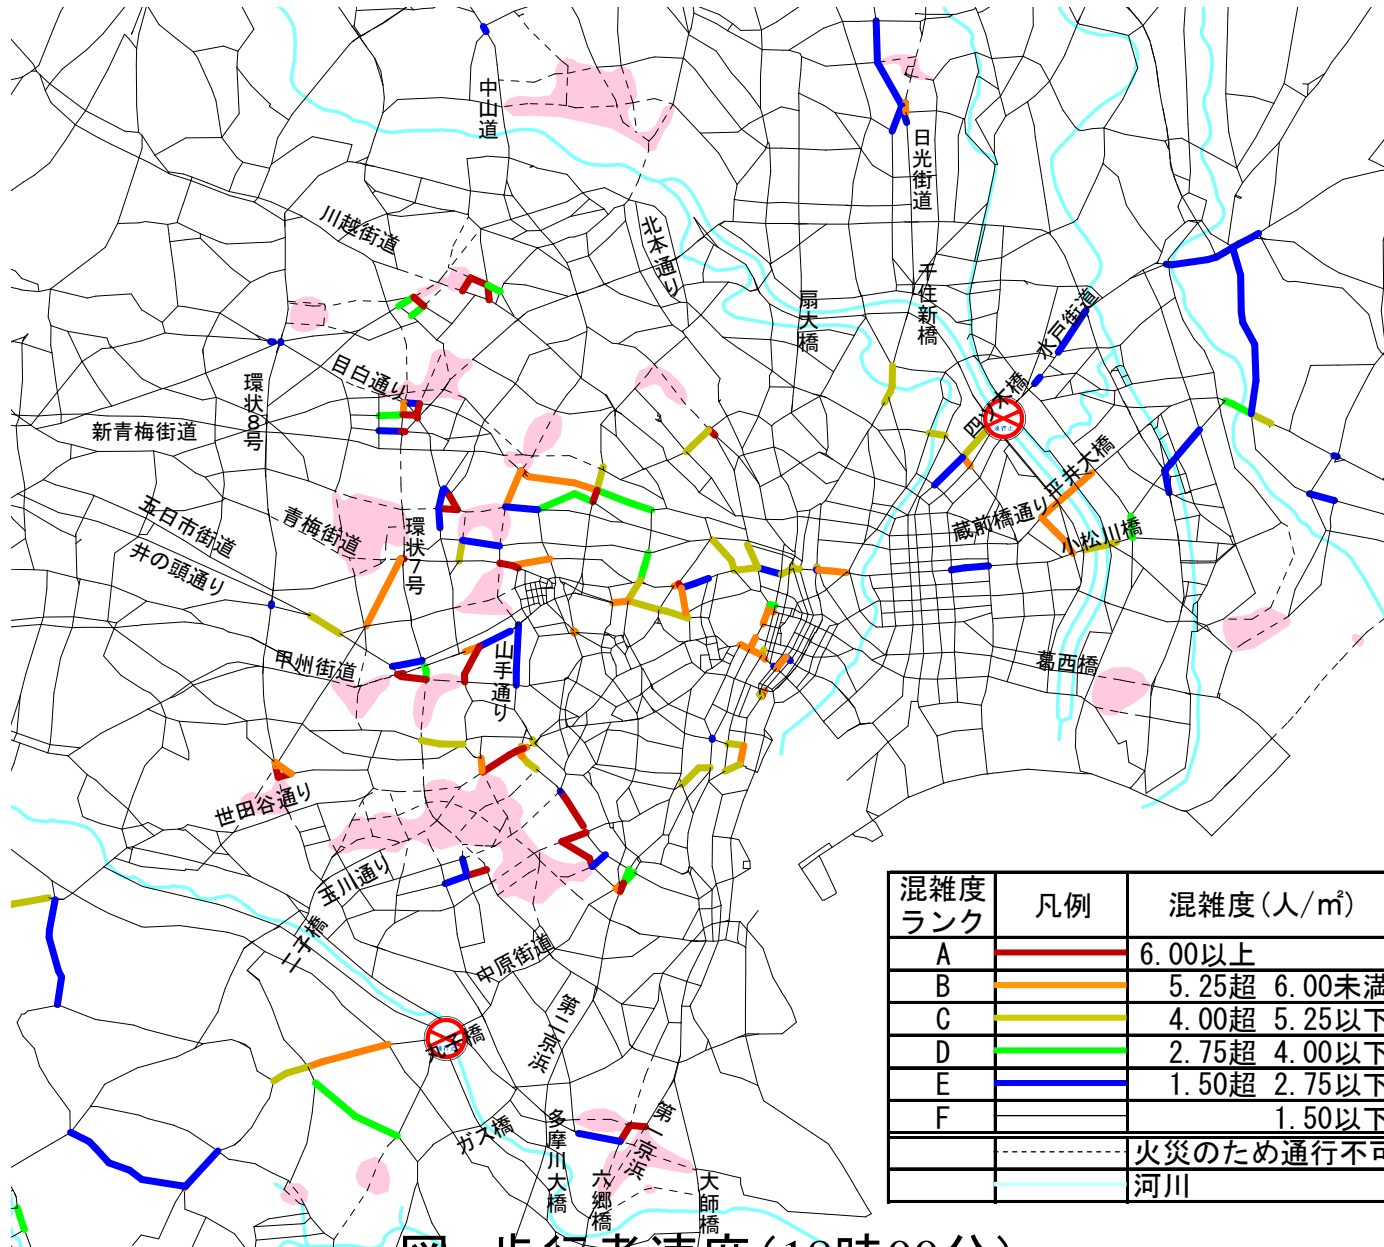 中山道
日光街道
川越街道
北本通り
千住新橋
扇大橋
水戸街道
目白通り
環状8号
四ツ木橋
新青梅街道
平井大橋
五日市街道
青梅街道
環状7号
蔵前橋通り
小松川橋
井の頭通り
甲州街道
山手通り
葛西橋
世田谷通り
玉川通り
二子橋
中原街道
第二京浜
丸子橋
ガス橋
多摩川大橋
第一京浜
六郷橋
大師橋
混雑度ランク 凡例 混雑度(人/㎡)
A 6.00以上
B 5.25超 6.00未満
C 4.00超 5.25以下
D 2.75超 4.00以下
E 1.50超 2.75以下
F 1.50以下
火災のため通行不可
河川